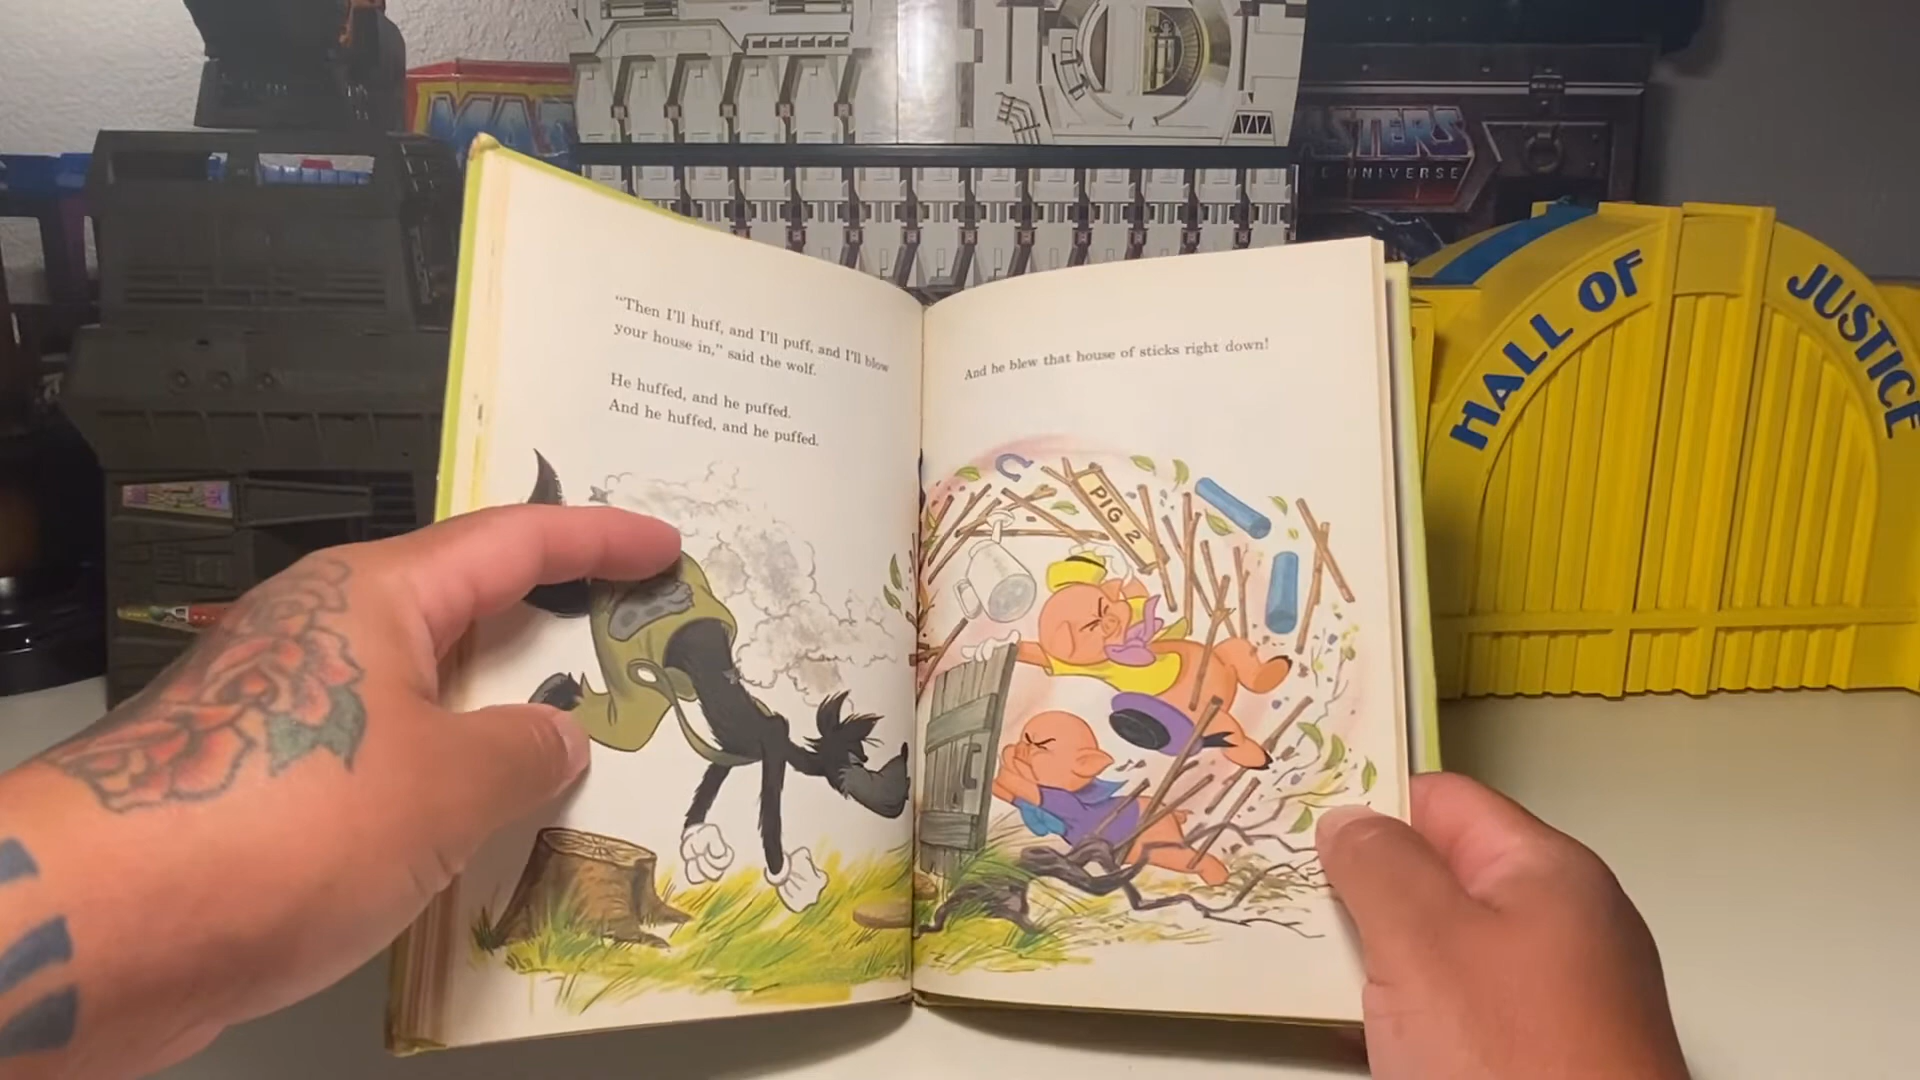 MAS
STERS
UNIVERSE
HALL OF JUSTICE
“Then I’ll huff, and I’ll puff, and I’ll blow
your house in,” said the wolf.
He huffed, and he puffed.
And he huffed, and he puffed.
And he blew that house of sticks right down!
PIG 2